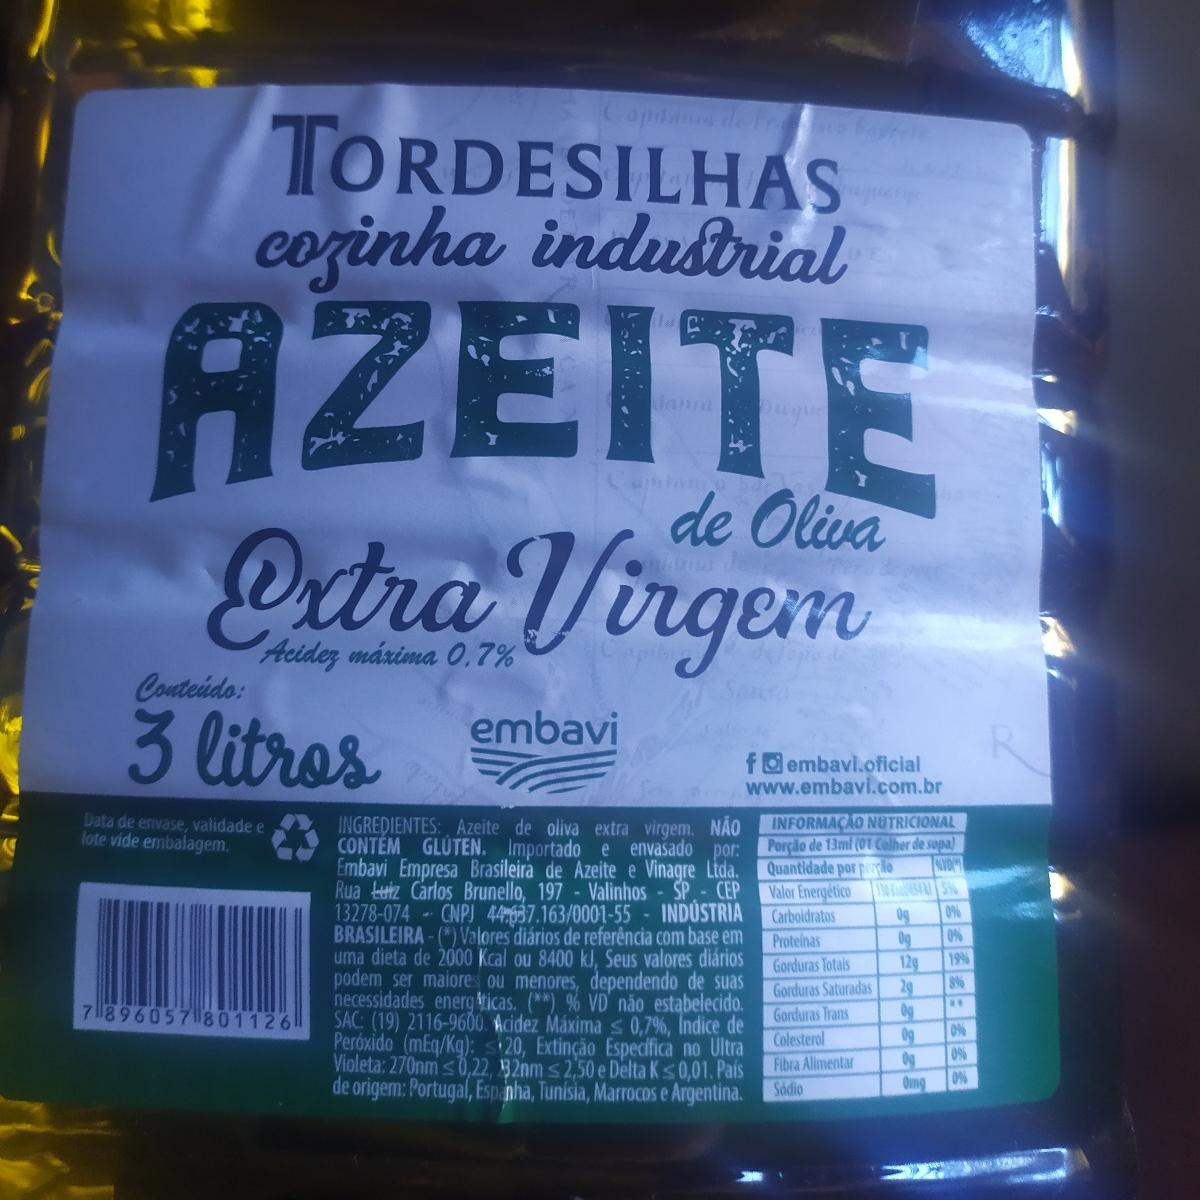 TORDESILHAS
cozinha industrial
AZEITE
de Oliva
Extra Virgem
Acidez máxima 0,7%
Conteúdo:
3 litros
embavi
embavi.oficial
www.embavi.com.br
Data de envase, validade e
lote vide embalagem.
7 896057 801126
INGREDIENTES: Azeite de oliva extra virgem. NÃO
CONTÉM GLÚTEN. Importado e envasado por:
Embavi Empresa Brasileira de Azeite e Vinagre Ltda.
Rua Luiz Carlos Brunello, 197 - Valinhos - SP - CEP
13278-074 - CNPJ 44.637.163/0001-55 - INDÚSTRIA
BRASILEIRA - (*) Valores diários de referência com base em
uma dieta de 2000 Kcal ou 8400 kJ, Seus valores diários
podem ser maiores ou menores, dependendo de suas
necessidades energéticas. (**) % VD não estabelecido.
SAC: (19) 2116-9600 Acidez Máxima ≤ 0,7%, Índice de
Peróxido (mEq/Kg): ≤ 20, Extinção Específica no Ultra
Violeta: 270nm ≤ 0,22, 232nm ≤ 2,50 e Delta K ≤ 0,01. País
de origem: Portugal, Espanha, Tunísia, Marrocos e Argentina.
INFORMAÇÃO NUTRICIONAL
Porção de 13ml (01 Colher de sopa)
Quantidade por porção %VD(*)
Valor Energético 5%
Carboidratos 0g 0%
Proteínas 0g 0%
Gorduras Totais 12g 19%
Gorduras Saturadas 2g 8%
Gorduras Trans 0g **
Colesterol 0g 0%
Fibra Alimentar 0g 0%
Sódio 0mg 0%